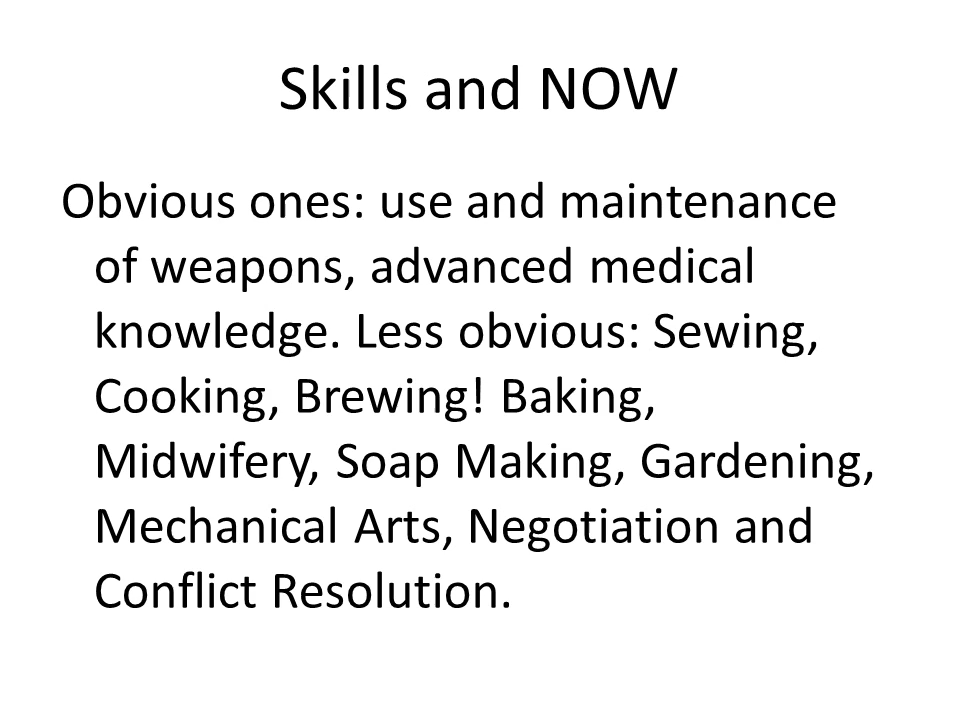 Skills and NOW
Obvious ones: use and maintenance
of weapons, advanced medical
knowledge. Less obvious: Sewing,
Cooking, Brewing! Baking,
Midwifery, Soap Making, Gardening,
Mechanical Arts, Negotiation and
Conflict Resolution.